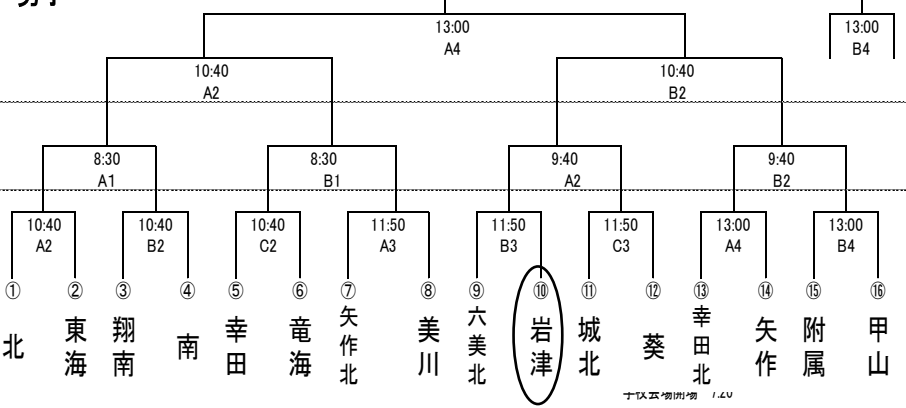 13:00 13:00
A4 B4
10:40 10:40
A2 B2
8:30 8:30 9:40 9:40
A1 B1 A2 B2
10:40 10:40 10:40 11:50 11:50 11:50 13:00 13:00
A2 B2 C2 A3 B3 C3 A4 B4
① ② ③ ④ ⑤ ⑥ ⑦ ⑧ ⑨ ⑩ ⑪ ⑫ ⑬ ⑭ ⑮ ⑯
北 東海 翔南 南 幸田 竜海 矢作北 美川 六美北 岩津 城北 葵 幸田北 矢作 附属 甲山